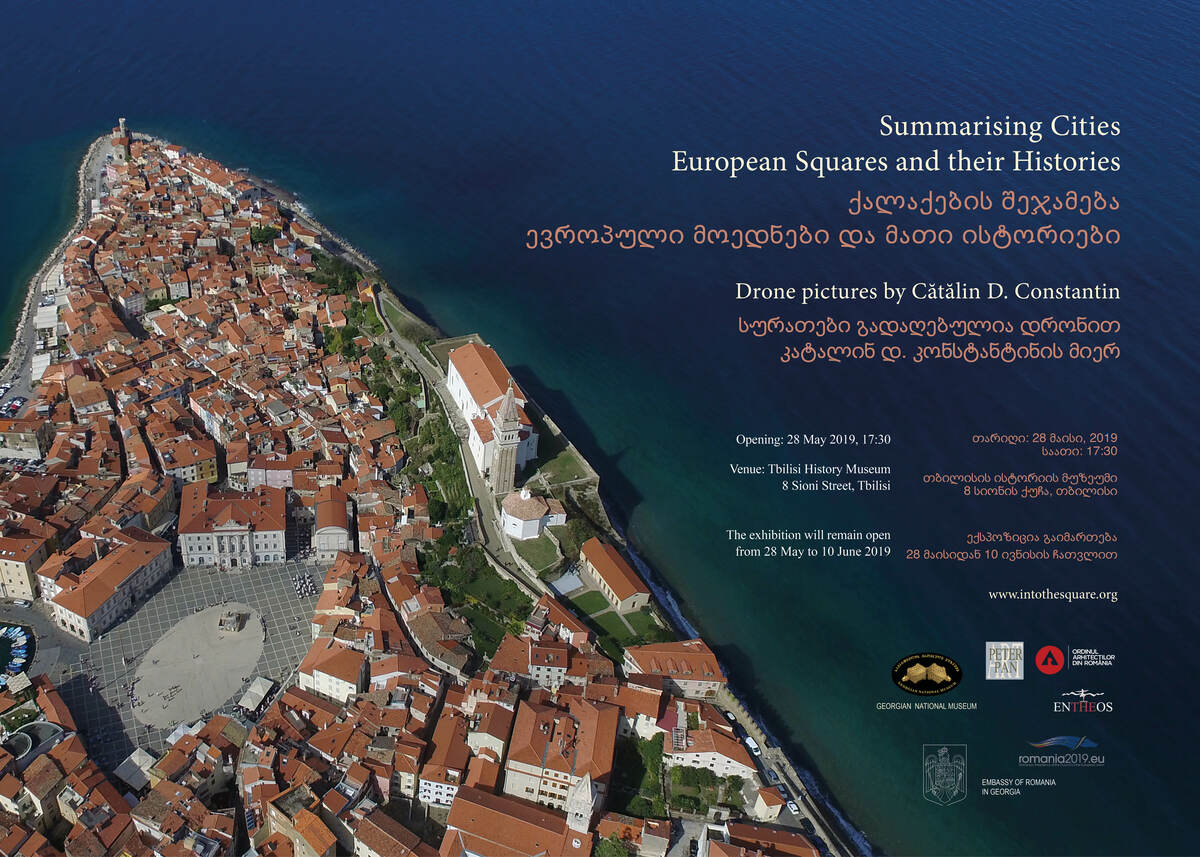 Summarising Cities
European Squares and their Histories
ქალაქების შეჯამება
ევროპული მოედნები და მათი ისტორიები
Drone pictures by Cătălin D. Constantin
სურათები გადაღებულია დრონით
კატალინ დ. კონსტანტინის მიერ
Opening: 28 May 2019, 17:30
Venue: Tbilisi History Museum
8 Sioni Street, Tbilisi
The exhibition will remain open
from 28 May to 10 June 2019
თარიღი: 28 მაისი, 2019
საათი: 17:30
თბილისის ისტორიის მუზეუმი
8 სიონის ქუჩა, თბილისი
ექსპოზიცია გაიმართება
28 მაისიდან 10 ივნისის ჩათვლით
www.intothesquare.org
GEORGIAN NATIONAL MUSEUM
PETER
PAN
ORDINUL
ARHITECȚILOR
DIN ROMÂNIA
ENTHEOS
romania2019.eu
EMBASSY OF ROMANIA
IN GEORGIA